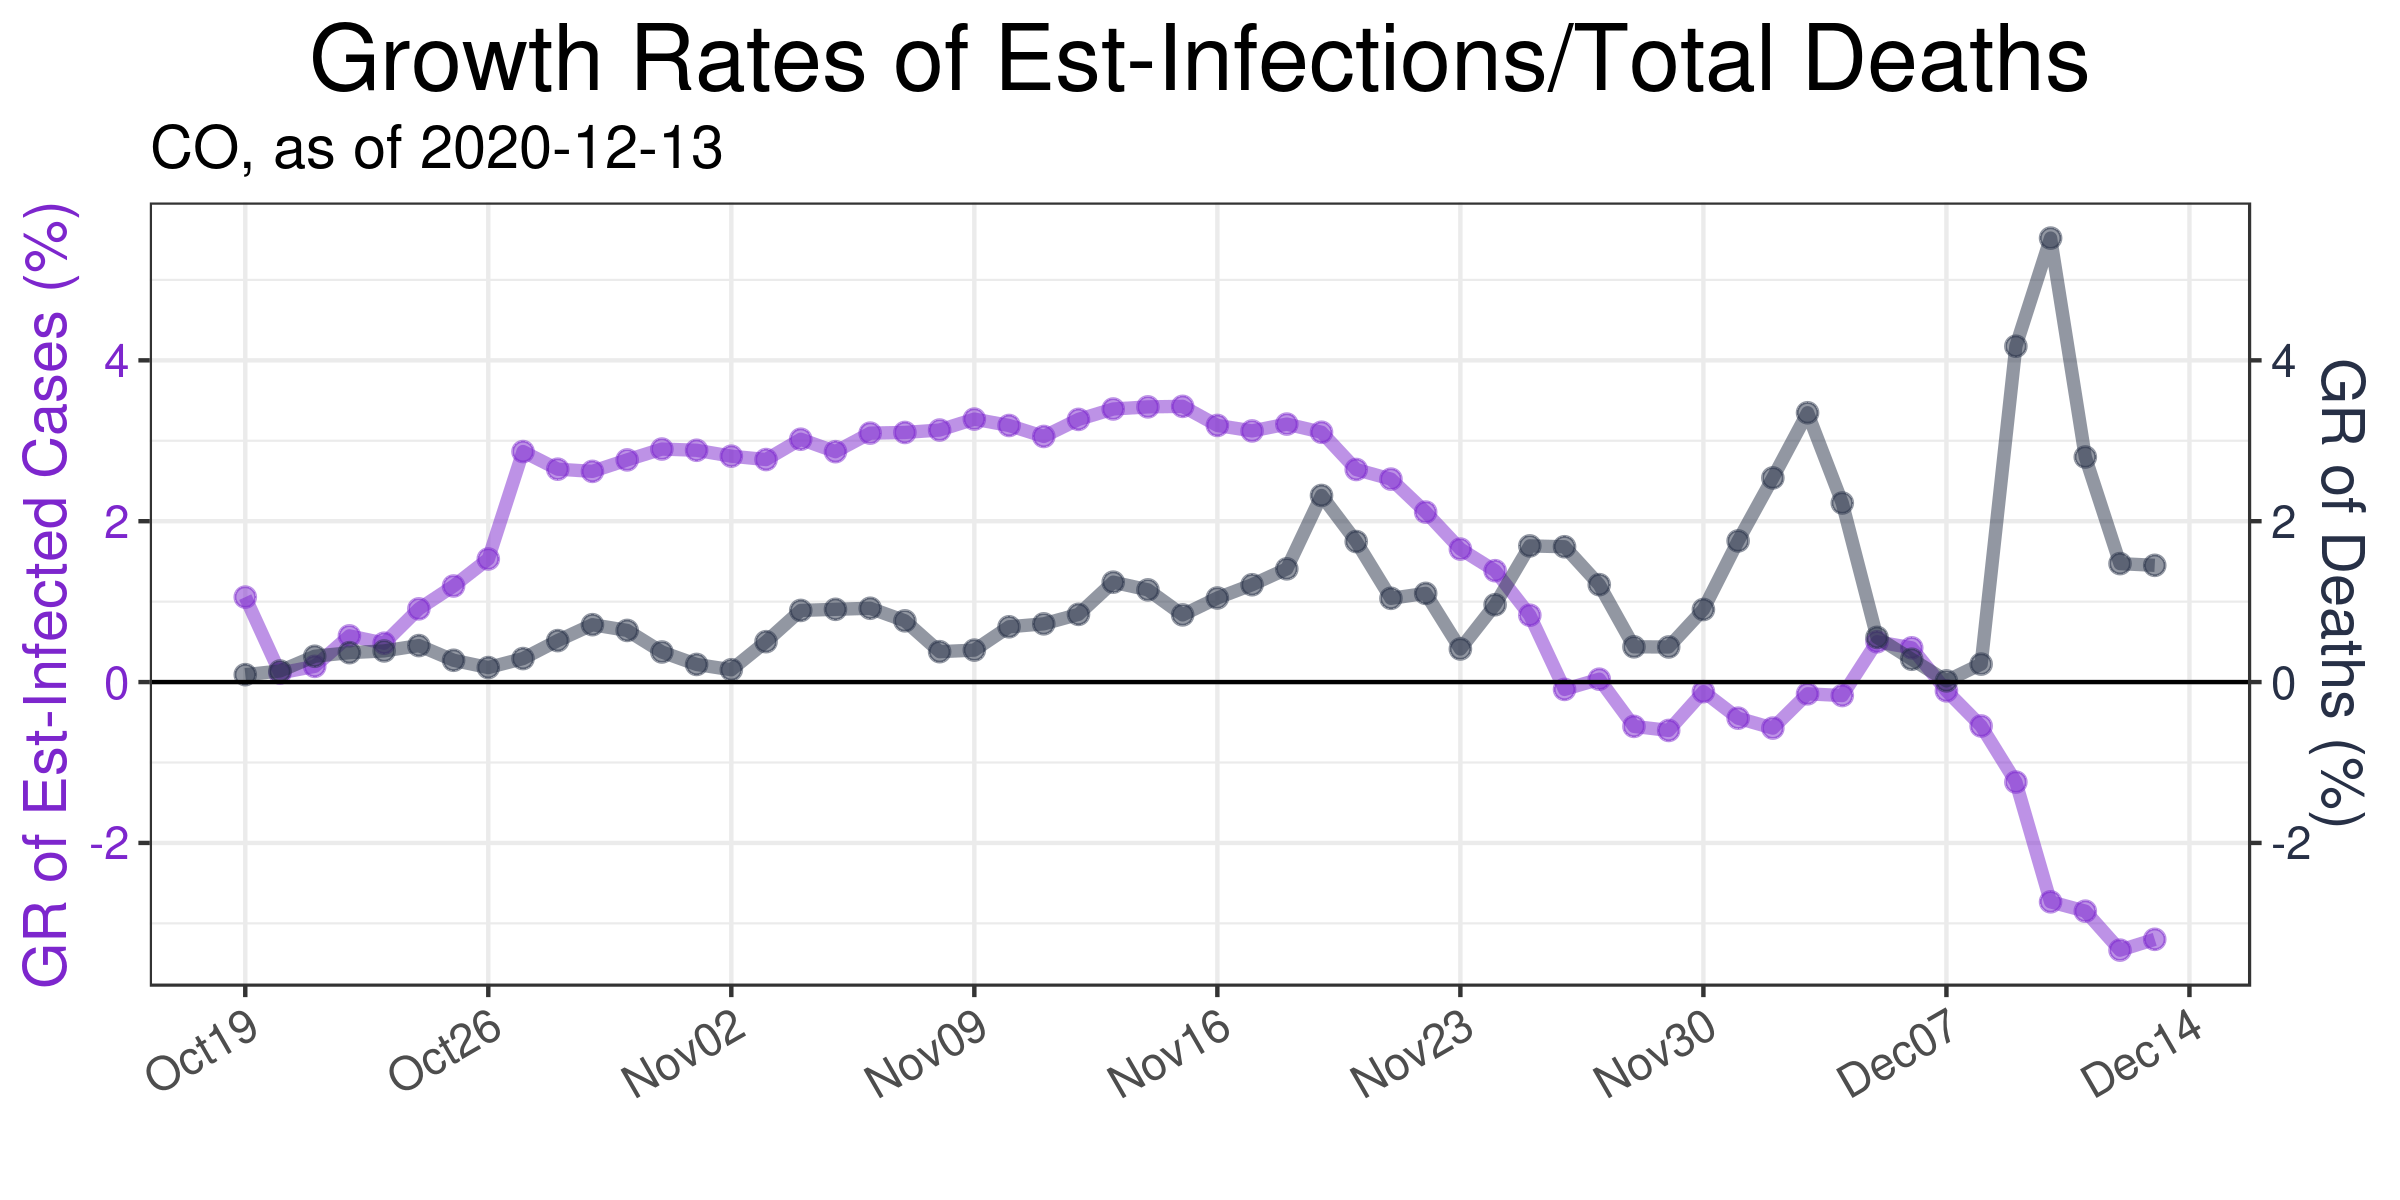 Growth Rates of Est-Infections/Total Deaths
CO, as of 2020-12-13
GR of Est-Infected Cases (%)
4
2
0
-2
4
2
0
-2
GR of Deaths (%)
Oct19
Oct26
Nov02
Nov09
Nov16
Nov23
Nov30
Dec07
Dec14